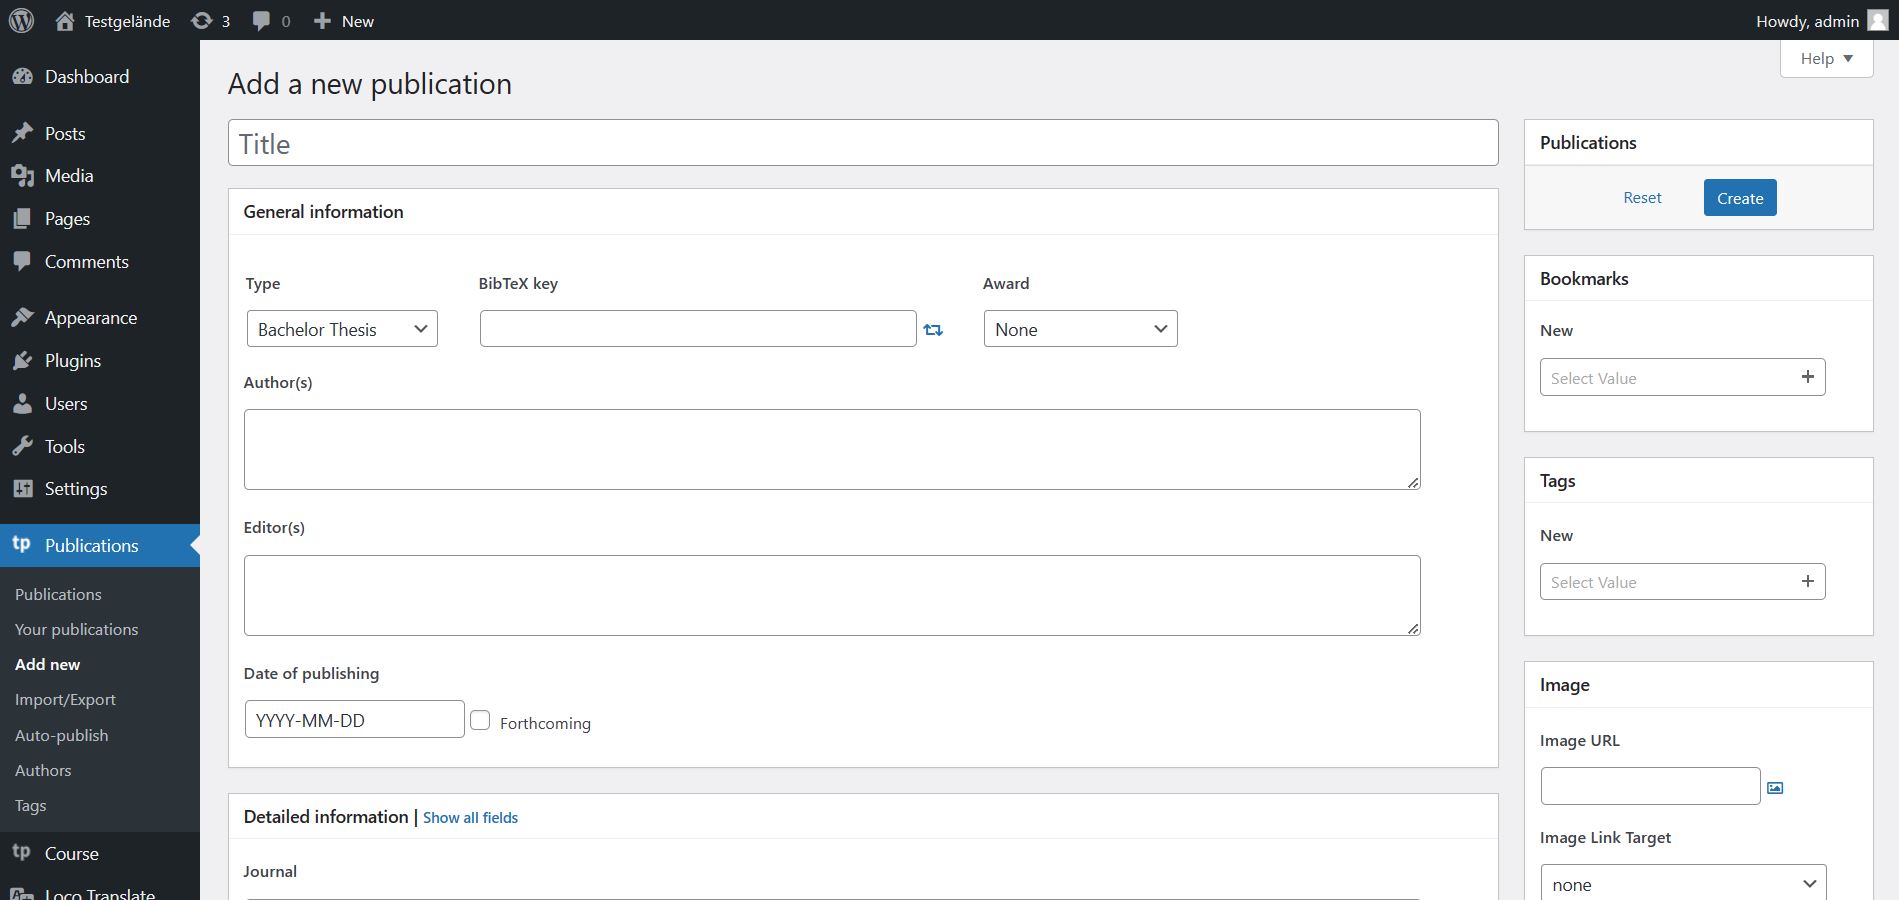 Testgelände
3
0
New
Howdy, admin
Dashboard
Posts
Media
Pages
Comments
Appearance
Plugins
Users
Tools
Settings
tp Publications
Publications
Your publications
Add new
Import/Export
Auto-publish
Authors
Tags
tp Course
Loco Translate
Help
Add a new publication
Title
General information
Type
BibTeX key
Award
Bachelor Thesis
None
Author(s)
Editor(s)
Date of publishing
YYYY-MM-DD
Forthcoming
Detailed information | Show all fields
Journal
Publications
Reset
Create
Bookmarks
New
Select Value
Tags
New
Select Value
Image
Image URL
Image Link Target
none